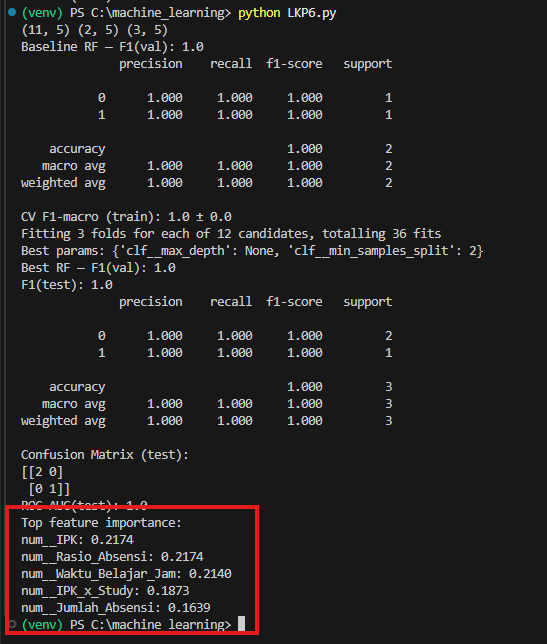 (venv) PS C:\machine_learning> python LKP6.py
(11, 5) (2, 5) (3, 5)
Baseline RF — F1(val): 1.0
precision recall f1-score support
0 1.000 1.000 1.000 1
1 1.000 1.000 1.000 1
accuracy 1.000 2
macro avg 1.000 1.000 1.000 2
weighted avg 1.000 1.000 1.000 2
CV F1-macro (train): 1.0 ± 0.0
Fitting 3 folds for each of 12 candidates, totalling 36 fits
Best params: {'clf__max_depth': None, 'clf__min_samples_split': 2}
Best RF — F1(val): 1.0
F1(test): 1.0
precision recall f1-score support
0 1.000 1.000 1.000 2
1 1.000 1.000 1.000 1
accuracy 1.000 3
macro avg 1.000 1.000 1.000 3
weighted avg 1.000 1.000 1.000 3
Confusion Matrix (test):
[[2 0]
[0 1]]
ROC-AUC(test): 1.0
Top feature importance:
num__IPK: 0.2174
num__Rasio_Absensi: 0.2174
num__Waktu_Belajar_Jam: 0.2140
num__IPK_x_Study: 0.1873
num__Jumlah_Absensi: 0.1639
(venv) PS C:\machine_learning>